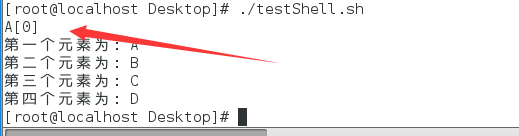 [root@localhost Desktop]# ./testShell.sh
A[0]
第一个元素为: A
第二个元素为: B
第三个元素为: C
第四个元素为: D
[root@localhost Desktop]#